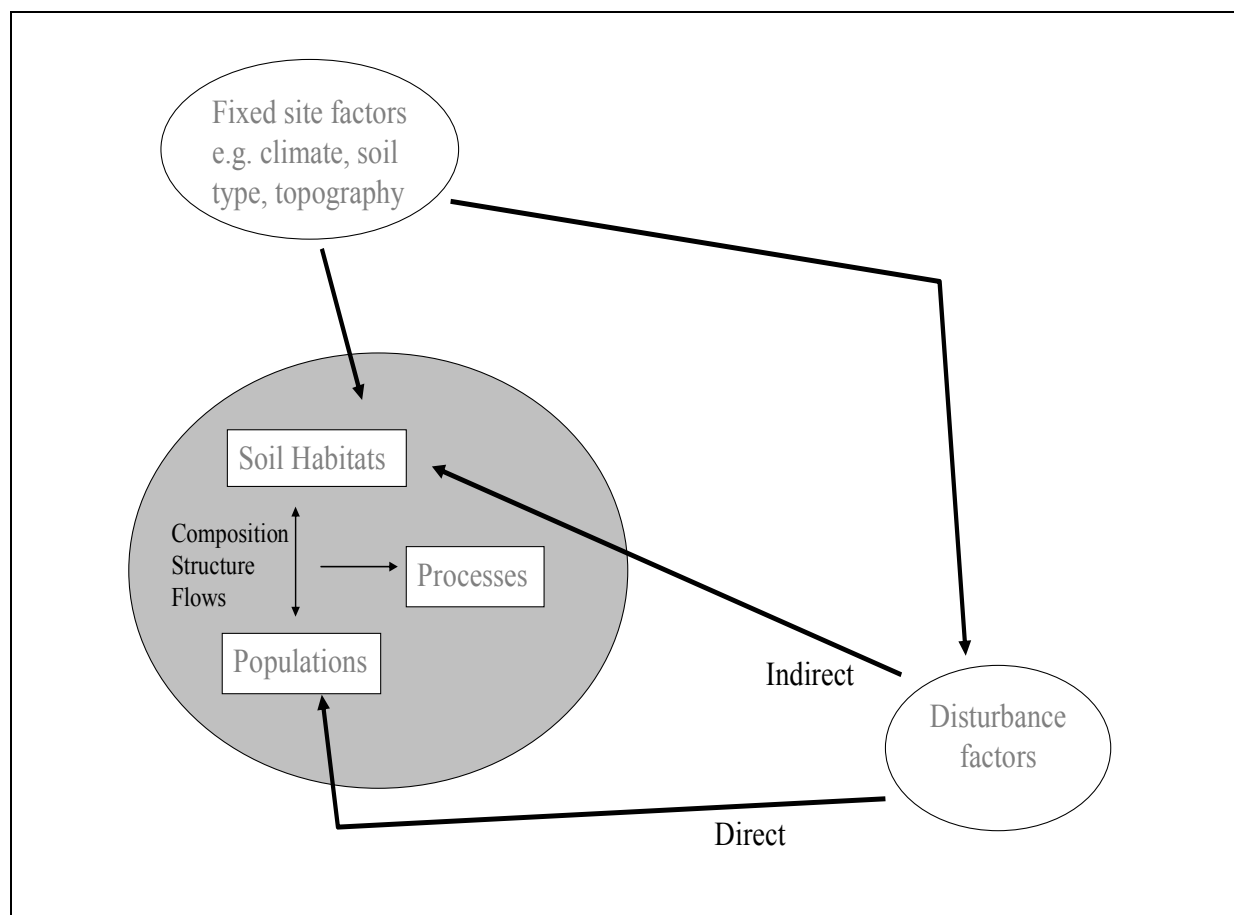 Fixed site factors
e.g. climate, soil
type, topography
Soil Habitats
Composition
Structure
Flows
Processes
Populations
Indirect
Disturbance
factors
Direct